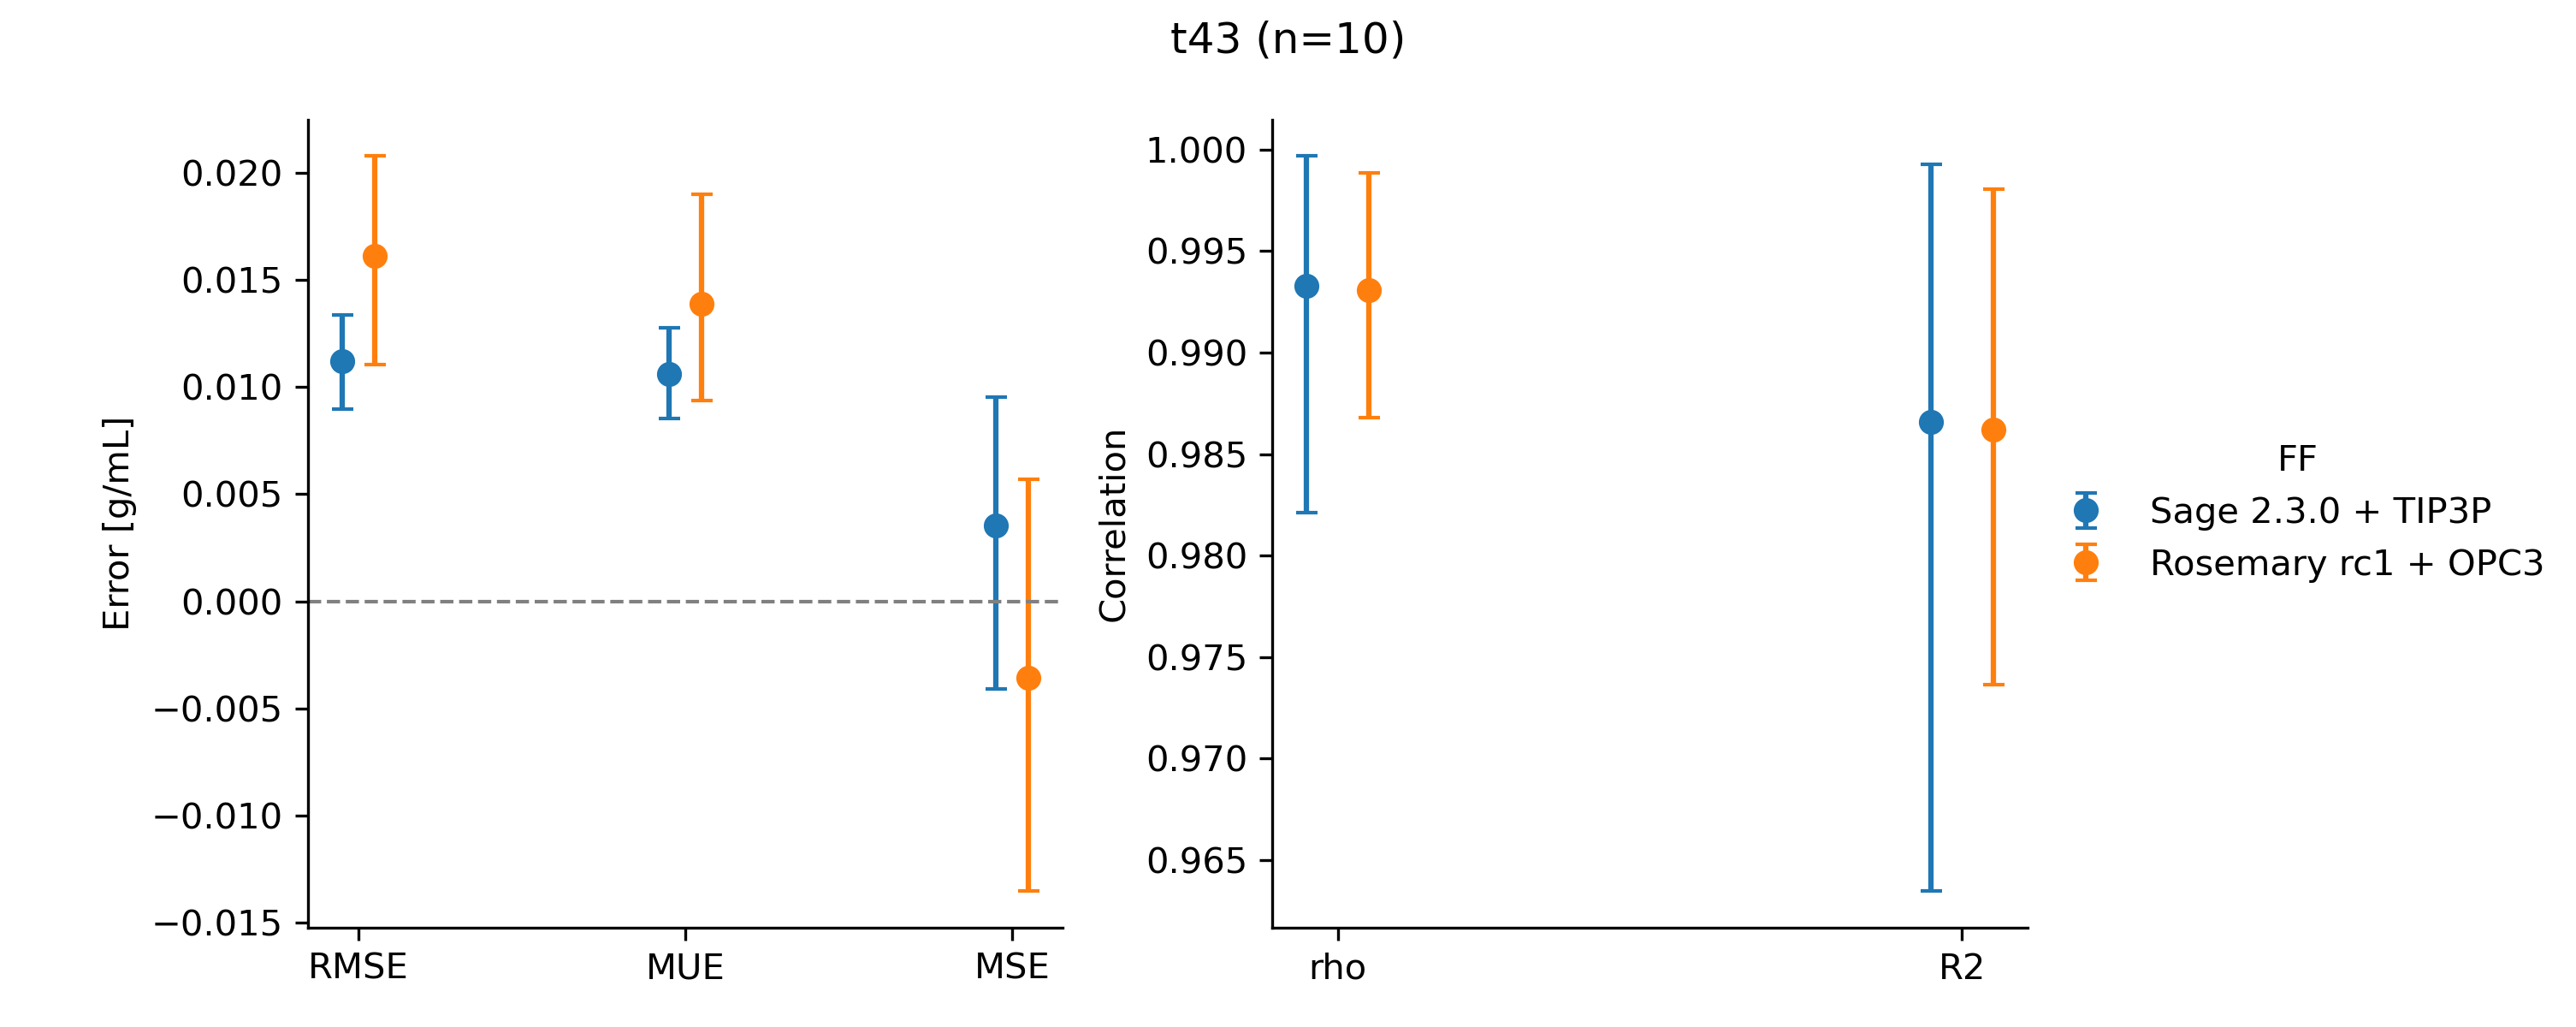 t43 (n=10)
Error [g/mL]
0.020
0.015
0.010
0.005
0.000
−0.005
−0.010
−0.015
RMSE
MUE
MSE
Correlation
1.000
0.995
0.990
0.985
0.980
0.975
0.970
0.965
rho
R2
FF
Sage 2.3.0 + TIP3P
Rosemary rc1 + OPC3